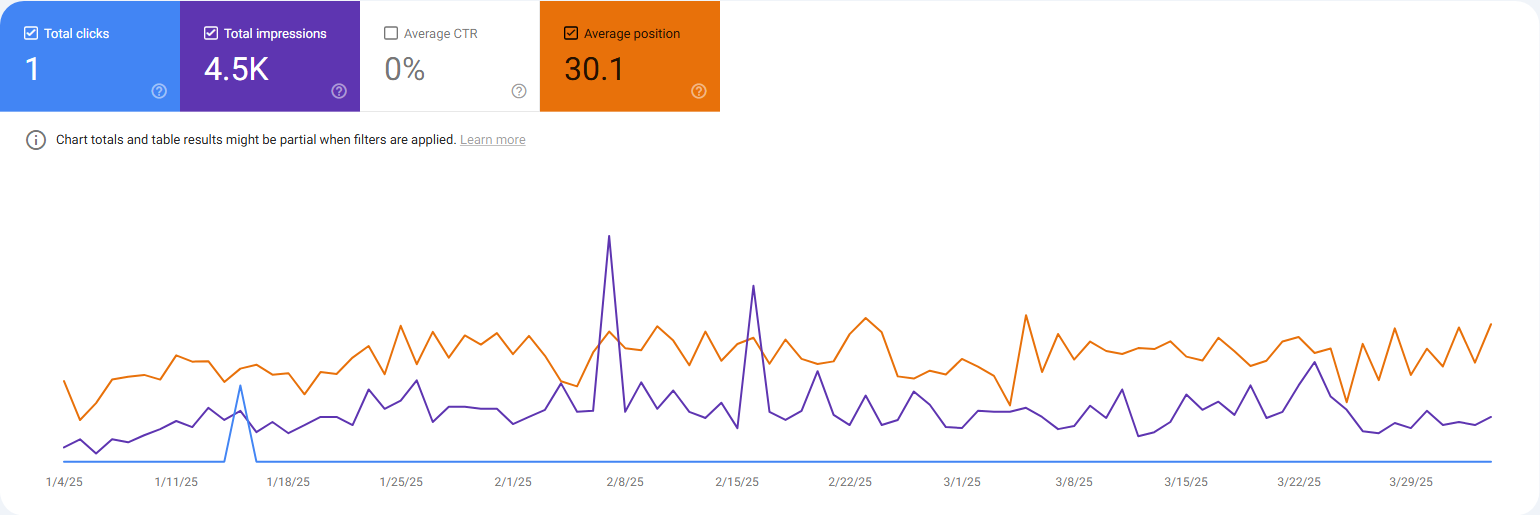 Total clicks
1
Total impressions
4.5K
Average CTR
0%
Average position
30.1
Chart totals and table results might be partial when filters are applied. Learn more
1/4/25 1/11/25 1/18/25 1/25/25 2/1/25 2/8/25 2/15/25 2/22/25 3/1/25 3/8/25 3/15/25 3/22/25 3/29/25